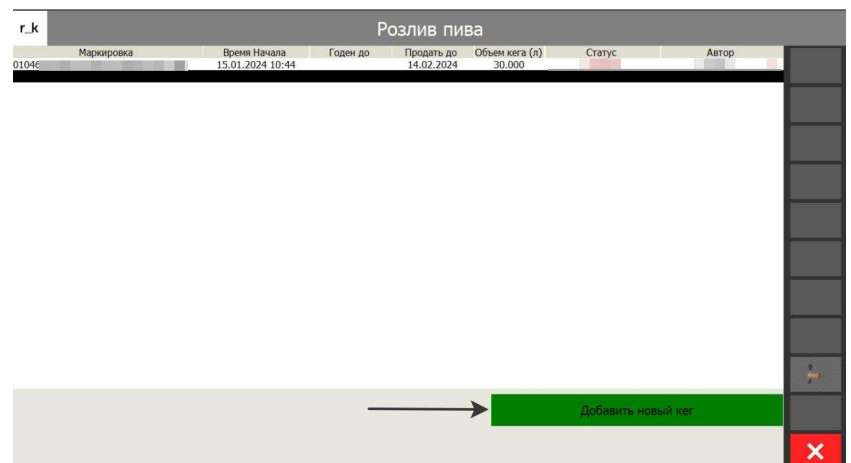 r_k
Розлив пива
Маркировка Время Начала Годен до Продать до Объем кега (л) Статус Автор
01046 15.01.2024 10:44 14.02.2024 30.000
Добавить новый кег